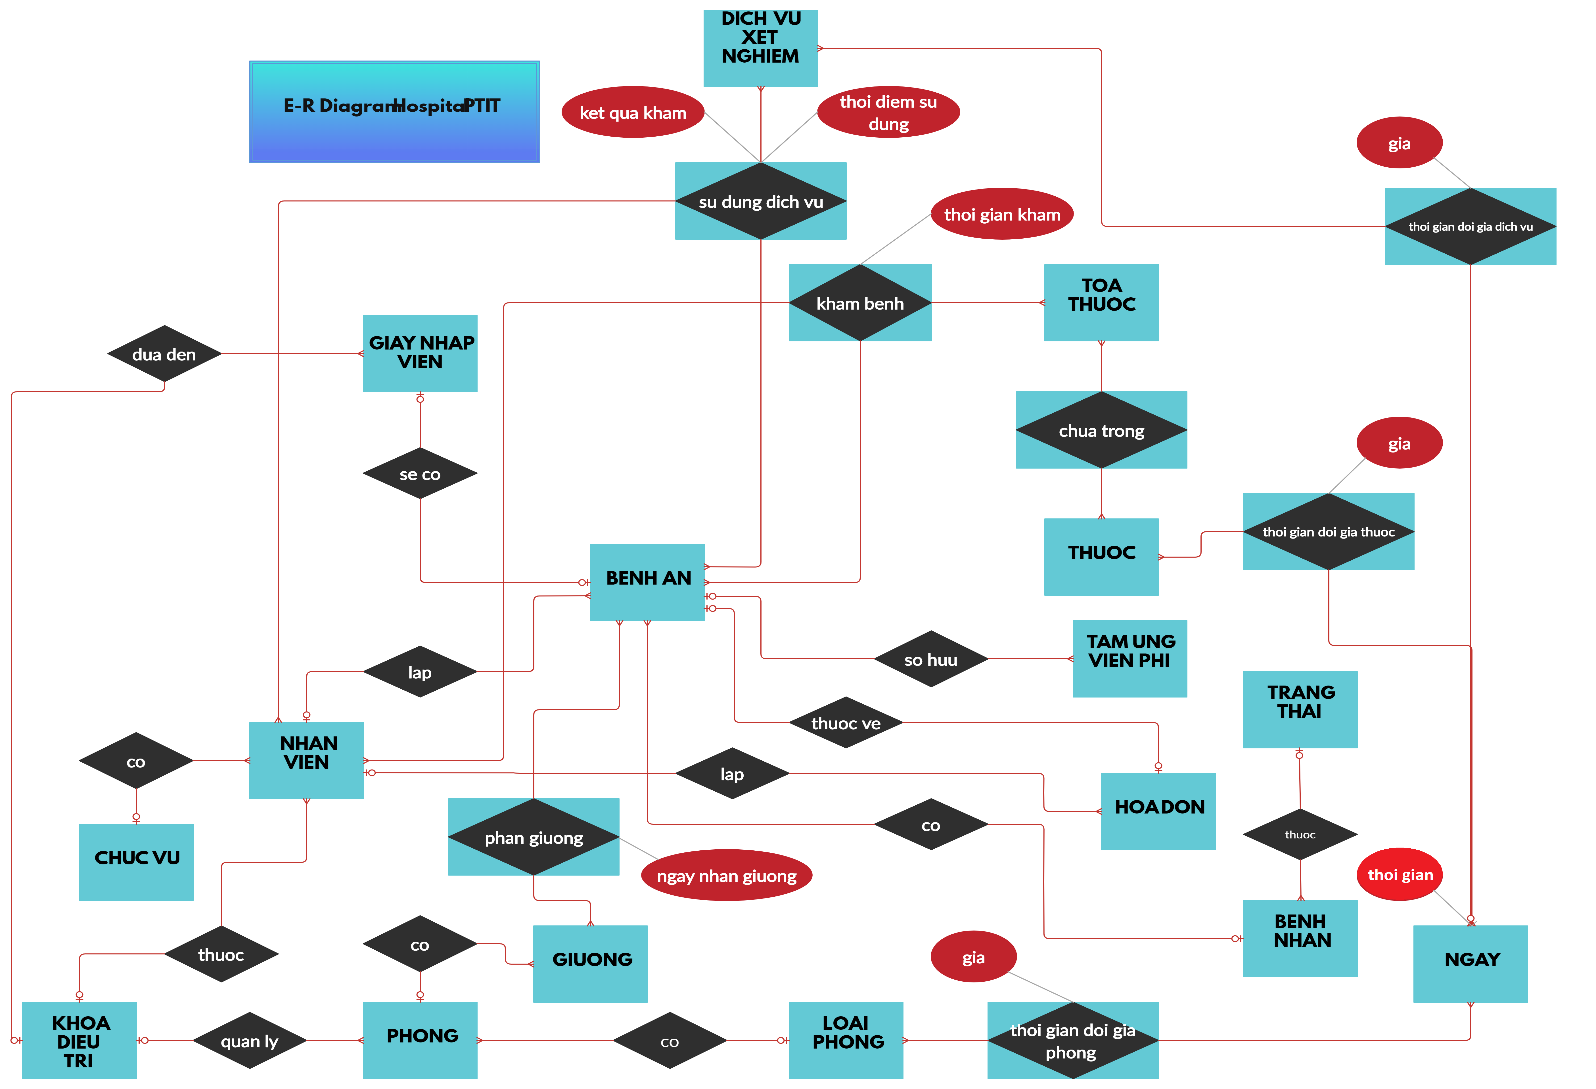 DICH VU
XET
NGHIEM
E-R DiagramHospitalPTIT
ket qua kham
thoi diem su
dung
gia
su dung dich vu
thoi gian kham
thoi gian doi gia dich vu
kham benh
TOA
THUOC
dua den
GIAY NHAP
VIEN
chua trong
gia
se co
thoi gian doi gia thuoc
THUOC
BENH AN
lap
so huu
TAM UNG
VIEN PHI
TRANG
THAI
thuoc ve
NHAN
VIEN
co
lap
HOADON
phan giuong
co
thuoc
CHUC VU
ngay nhan giuong
thoi gian
BENH
NHAN
co
thuoc
GIUONG
gia
NGAY
KHOA
DIEU
TRI
quan ly
PHONG
co
LOAI
PHONG
thoi gian doi gia
phong